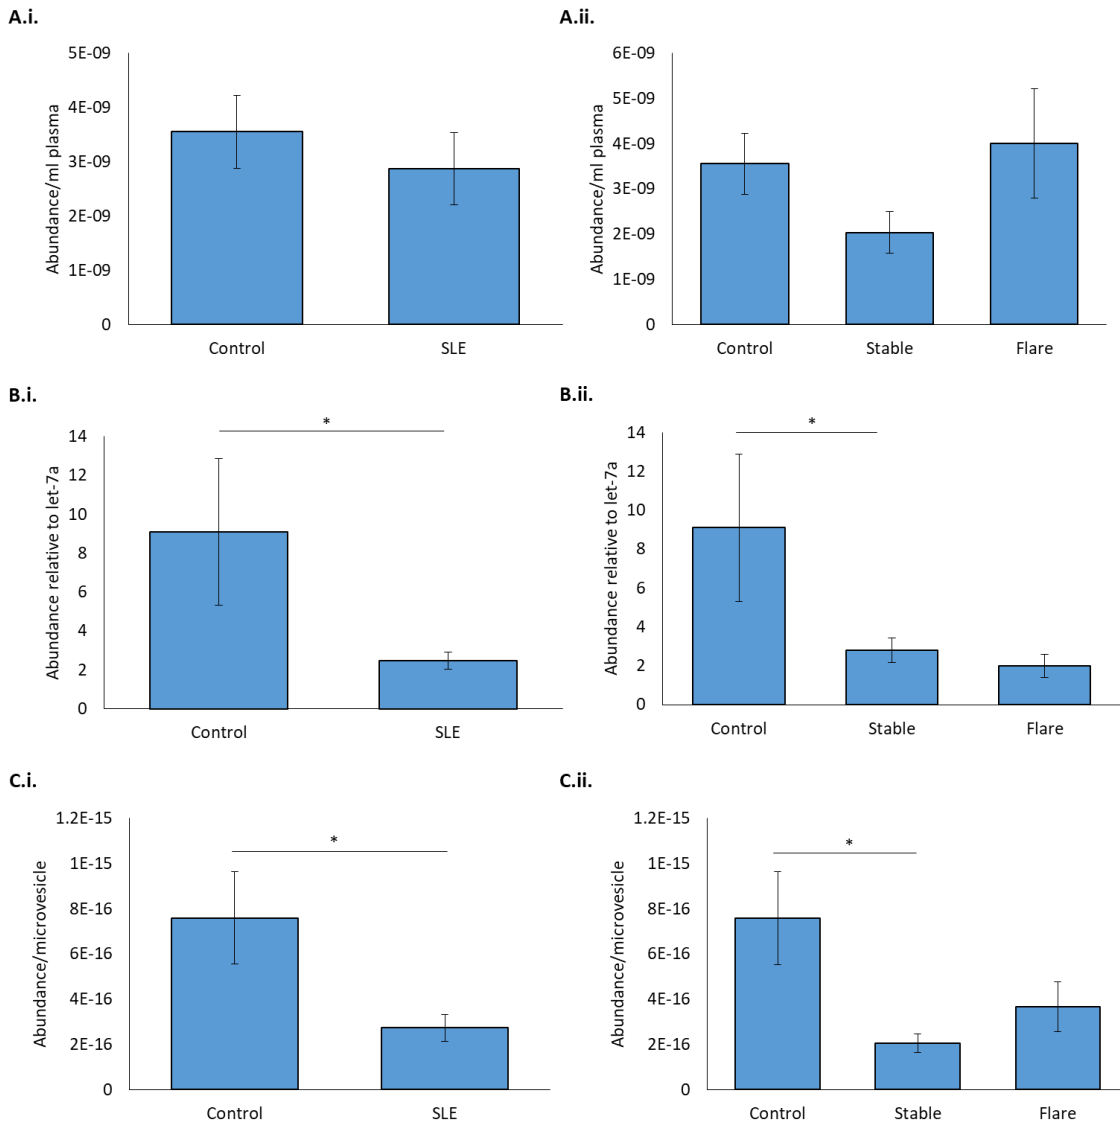 A.i.
Abundance/ml plasma
5E-09
4E-09
3E-09
2E-09
1E-09
0
Control SLE
A.ii.
Abundance/ml plasma
6E-09
5E-09
4E-09
3E-09
2E-09
1E-09
0
Control Stable Flare
B.i.
*
Abundance relative to let-7a
14
12
10
8
6
4
2
0
Control SLE
B.ii.
*
Abundance relative to let-7a
14
12
10
8
6
4
2
0
Control Stable Flare
C.i.
*
Abundance/microvesicle
1.2E-15
1E-15
8E-16
6E-16
4E-16
2E-16
0
Control SLE
C.ii.
*
Abundance/microvesicle
1.2E-15
1E-15
8E-16
6E-16
4E-16
2E-16
0
Control Stable Flare